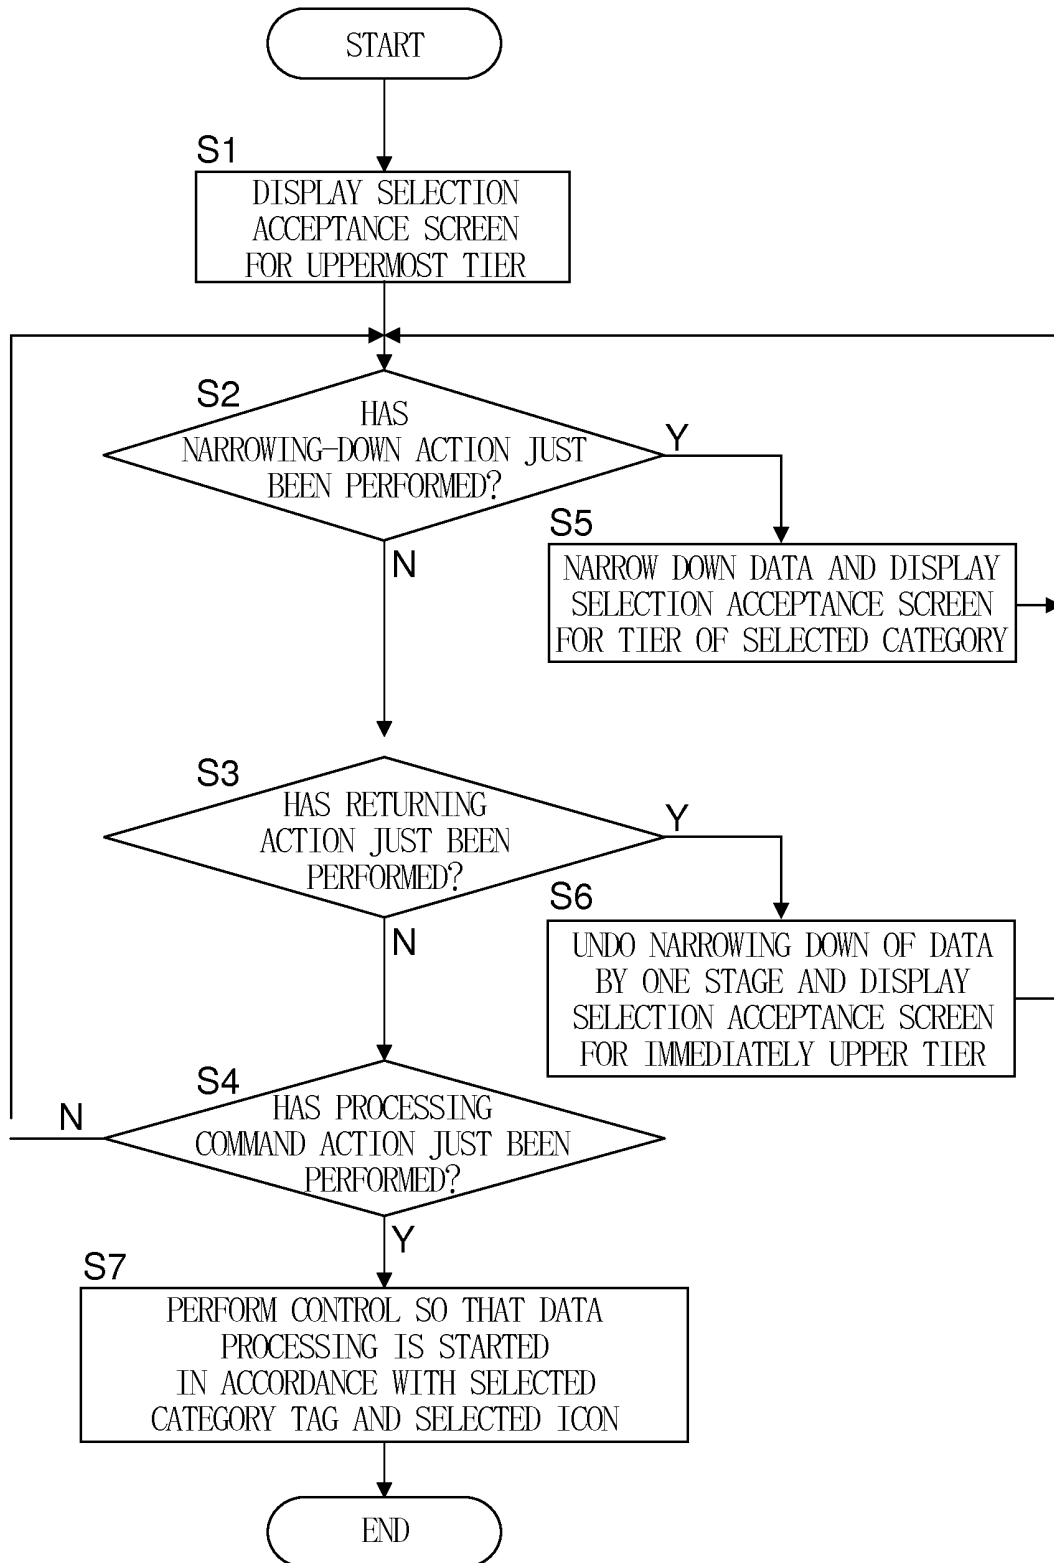 START
S1
DISPLAY SELECTION
ACCEPTANCE SCREEN
FOR UPPERMOST TIER
S2
HAS
NARROWING-DOWN ACTION JUST
BEEN PERFORMED?
Y
N
S5
NARROW DOWN DATA AND DISPLAY
SELECTION ACCEPTANCE SCREEN
FOR TIER OF SELECTED CATEGORY
S3
HAS RETURNING
ACTION JUST BEEN
PERFORMED?
Y
N
S6
UNDO NARROWING DOWN OF DATA
BY ONE STAGE AND DISPLAY
SELECTION ACCEPTANCE SCREEN
FOR IMMEDIATELY UPPER TIER
S4
HAS PROCESSING
COMMAND ACTION JUST BEEN
PERFORMED?
N
Y
S7
PERFORM CONTROL SO THAT DATA
PROCESSING IS STARTED
IN ACCORDANCE WITH SELECTED
CATEGORY TAG AND SELECTED ICON
END